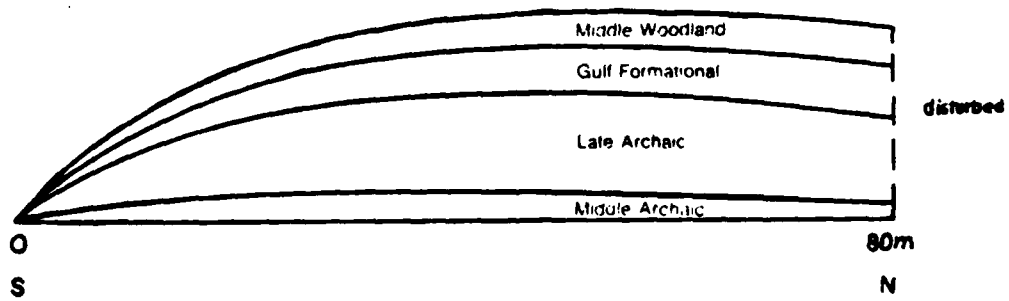 Middle Woodland
Gulf Formational
disturbed
Late Archaic
Middle Archaic
0 80m
S N